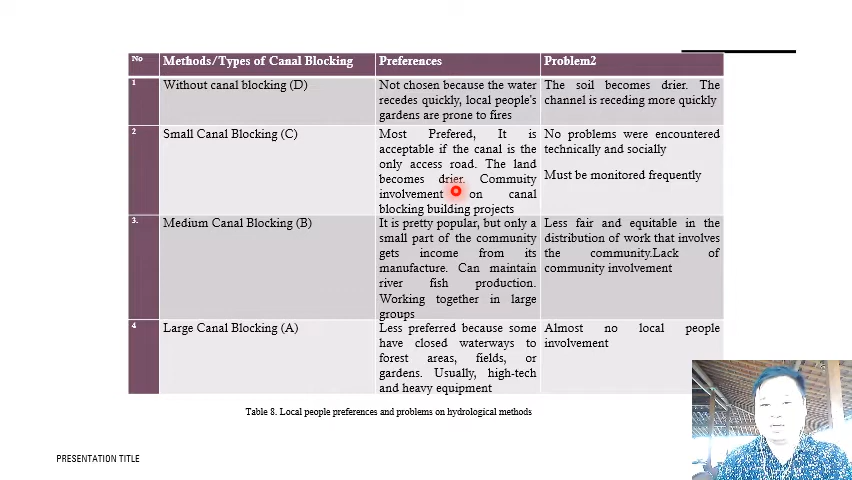 No Methods/Types of Canal Blocking Preferences Problem2
1 Without canal blocking (D) Not chosen because the water The soil becomes drier. The
recedes quickly, local people's channel is receding more quickly
gardens are prone to fires
2 Small Canal Blocking (C) Most Prefered, It is No problems were encountered
acceptable if the canal is the technically and socially
only access road. The land
becomes drier. Commuity Must be monitored frequently
involvement on canal
blocking building projects
3. Medium Canal Blocking (B) It is pretty popular, but only a Less fair and equitable in the
small part of the community distribution of work that involves
gets income from its the community.Lack of
manufacture. Can maintain community involvement
river fish production.
Working together in large
groups
4 Large Canal Blocking (A) Less preferred because some Almost no local people
have closed waterways to involvement
forest areas, fields, or
gardens. Usually, high-tech
and heavy equipment
Table 8. Local people preferences and problems on hydrological methods
PRESENTATION TITLE